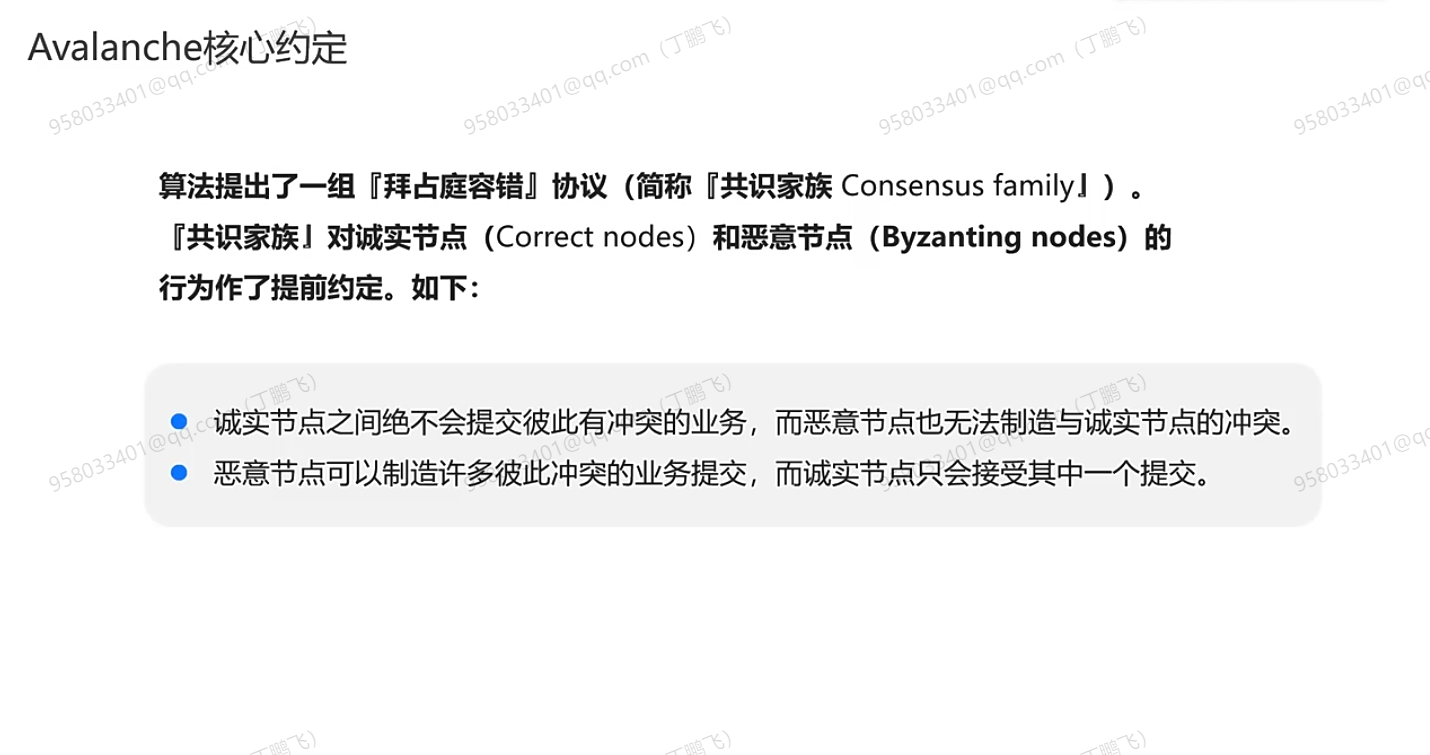 Avalanche核心约定
958033401@qq.com（丁鹏飞）
958033401@qq.com（丁鹏飞）
958033401@qq.com（丁鹏飞）
958033401@qq
算法提出了一组『拜占庭容错』协议（简称『共识家族 Consensus family』）。
『共识家族』对诚实节点（Correct nodes）和恶意节点（Byzanting nodes）的
行为作了提前约定。如下：
诚实节点之间绝不会提交彼此有冲突的业务，而恶意节点也无法制造与诚实节点的冲突。
恶意节点可以制造许多彼此冲突的业务提交，而诚实节点只会接受其中一个提交。
958033401@qq.com（丁鹏飞）
958033401@qq.com（丁鹏飞）
958033401@qq.com（丁鹏飞）
958033401@qq
丁鹏飞）
丁鹏飞）
丁鹏飞）